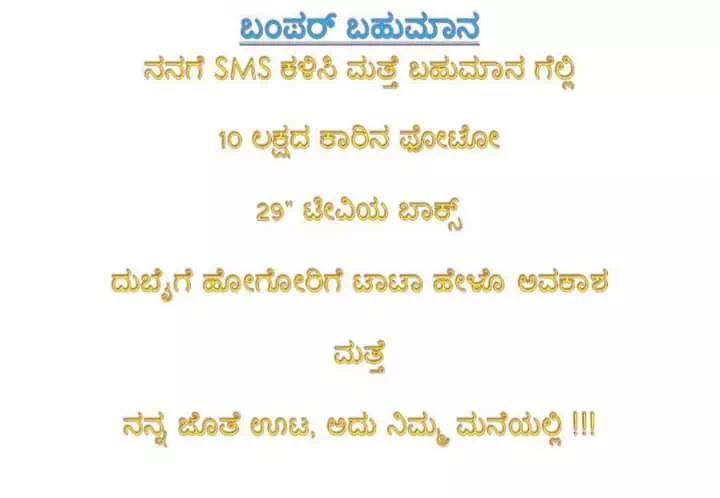 ಬಂಪರ್ ಬಹುಮಾನ
ನನಗೆ SMS ಕಳಿಸಿ ಮತ್ತೆ ಬಹುಮಾನ ಗೆಲ್ಲಿ
10 ಲಕ್ಷದ ಕಾರಿನ ಫೋಟೋ
29" ಟೀವಿಯ ಬಾಕ್ಸ್
ದುಬೈಗೆ ಹೋಗೋರಿಗೆ ಟಾಟಾ ಹೇಳೊ ಅವಕಾಶ
ಮತ್ತೆ
ನನ್ನ ಜೊತೆ ಊಟ, ಅದು ನಿಮ್ಮ ಮನೆಯಲ್ಲಿ !!!